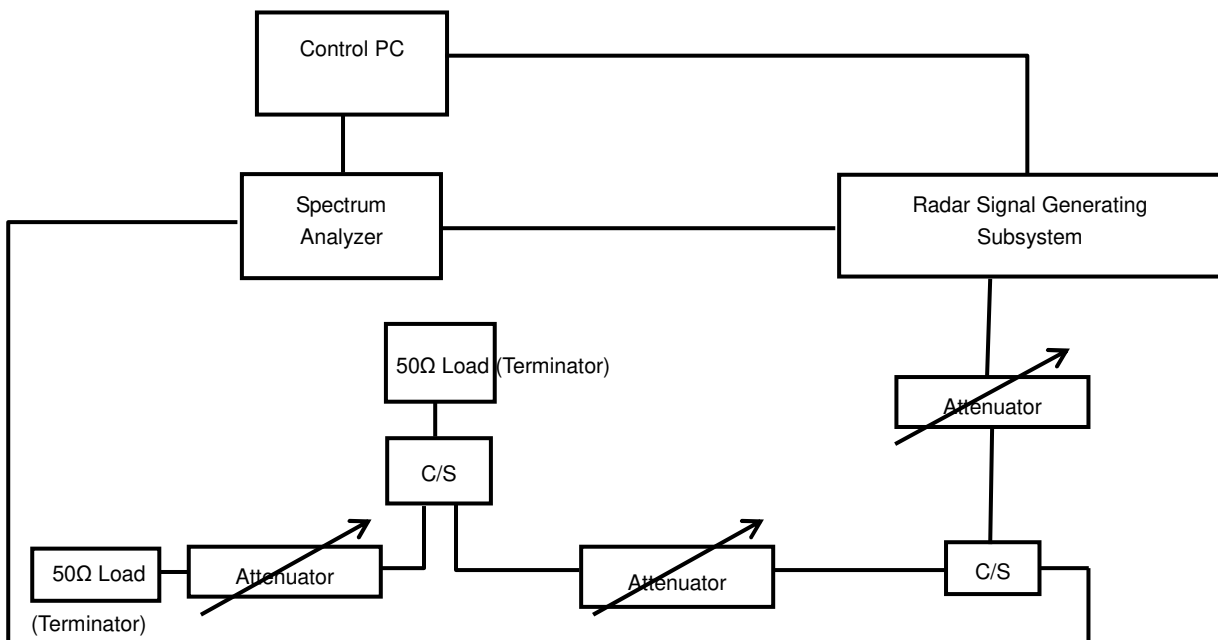 Control PC
Spectrum
Analyzer
Radar Signal Generating
Subsystem
50Ω Load (Terminator)
Attenuator
C/S
50Ω Load
(Terminator)
Attenuator
Attenuator
C/S